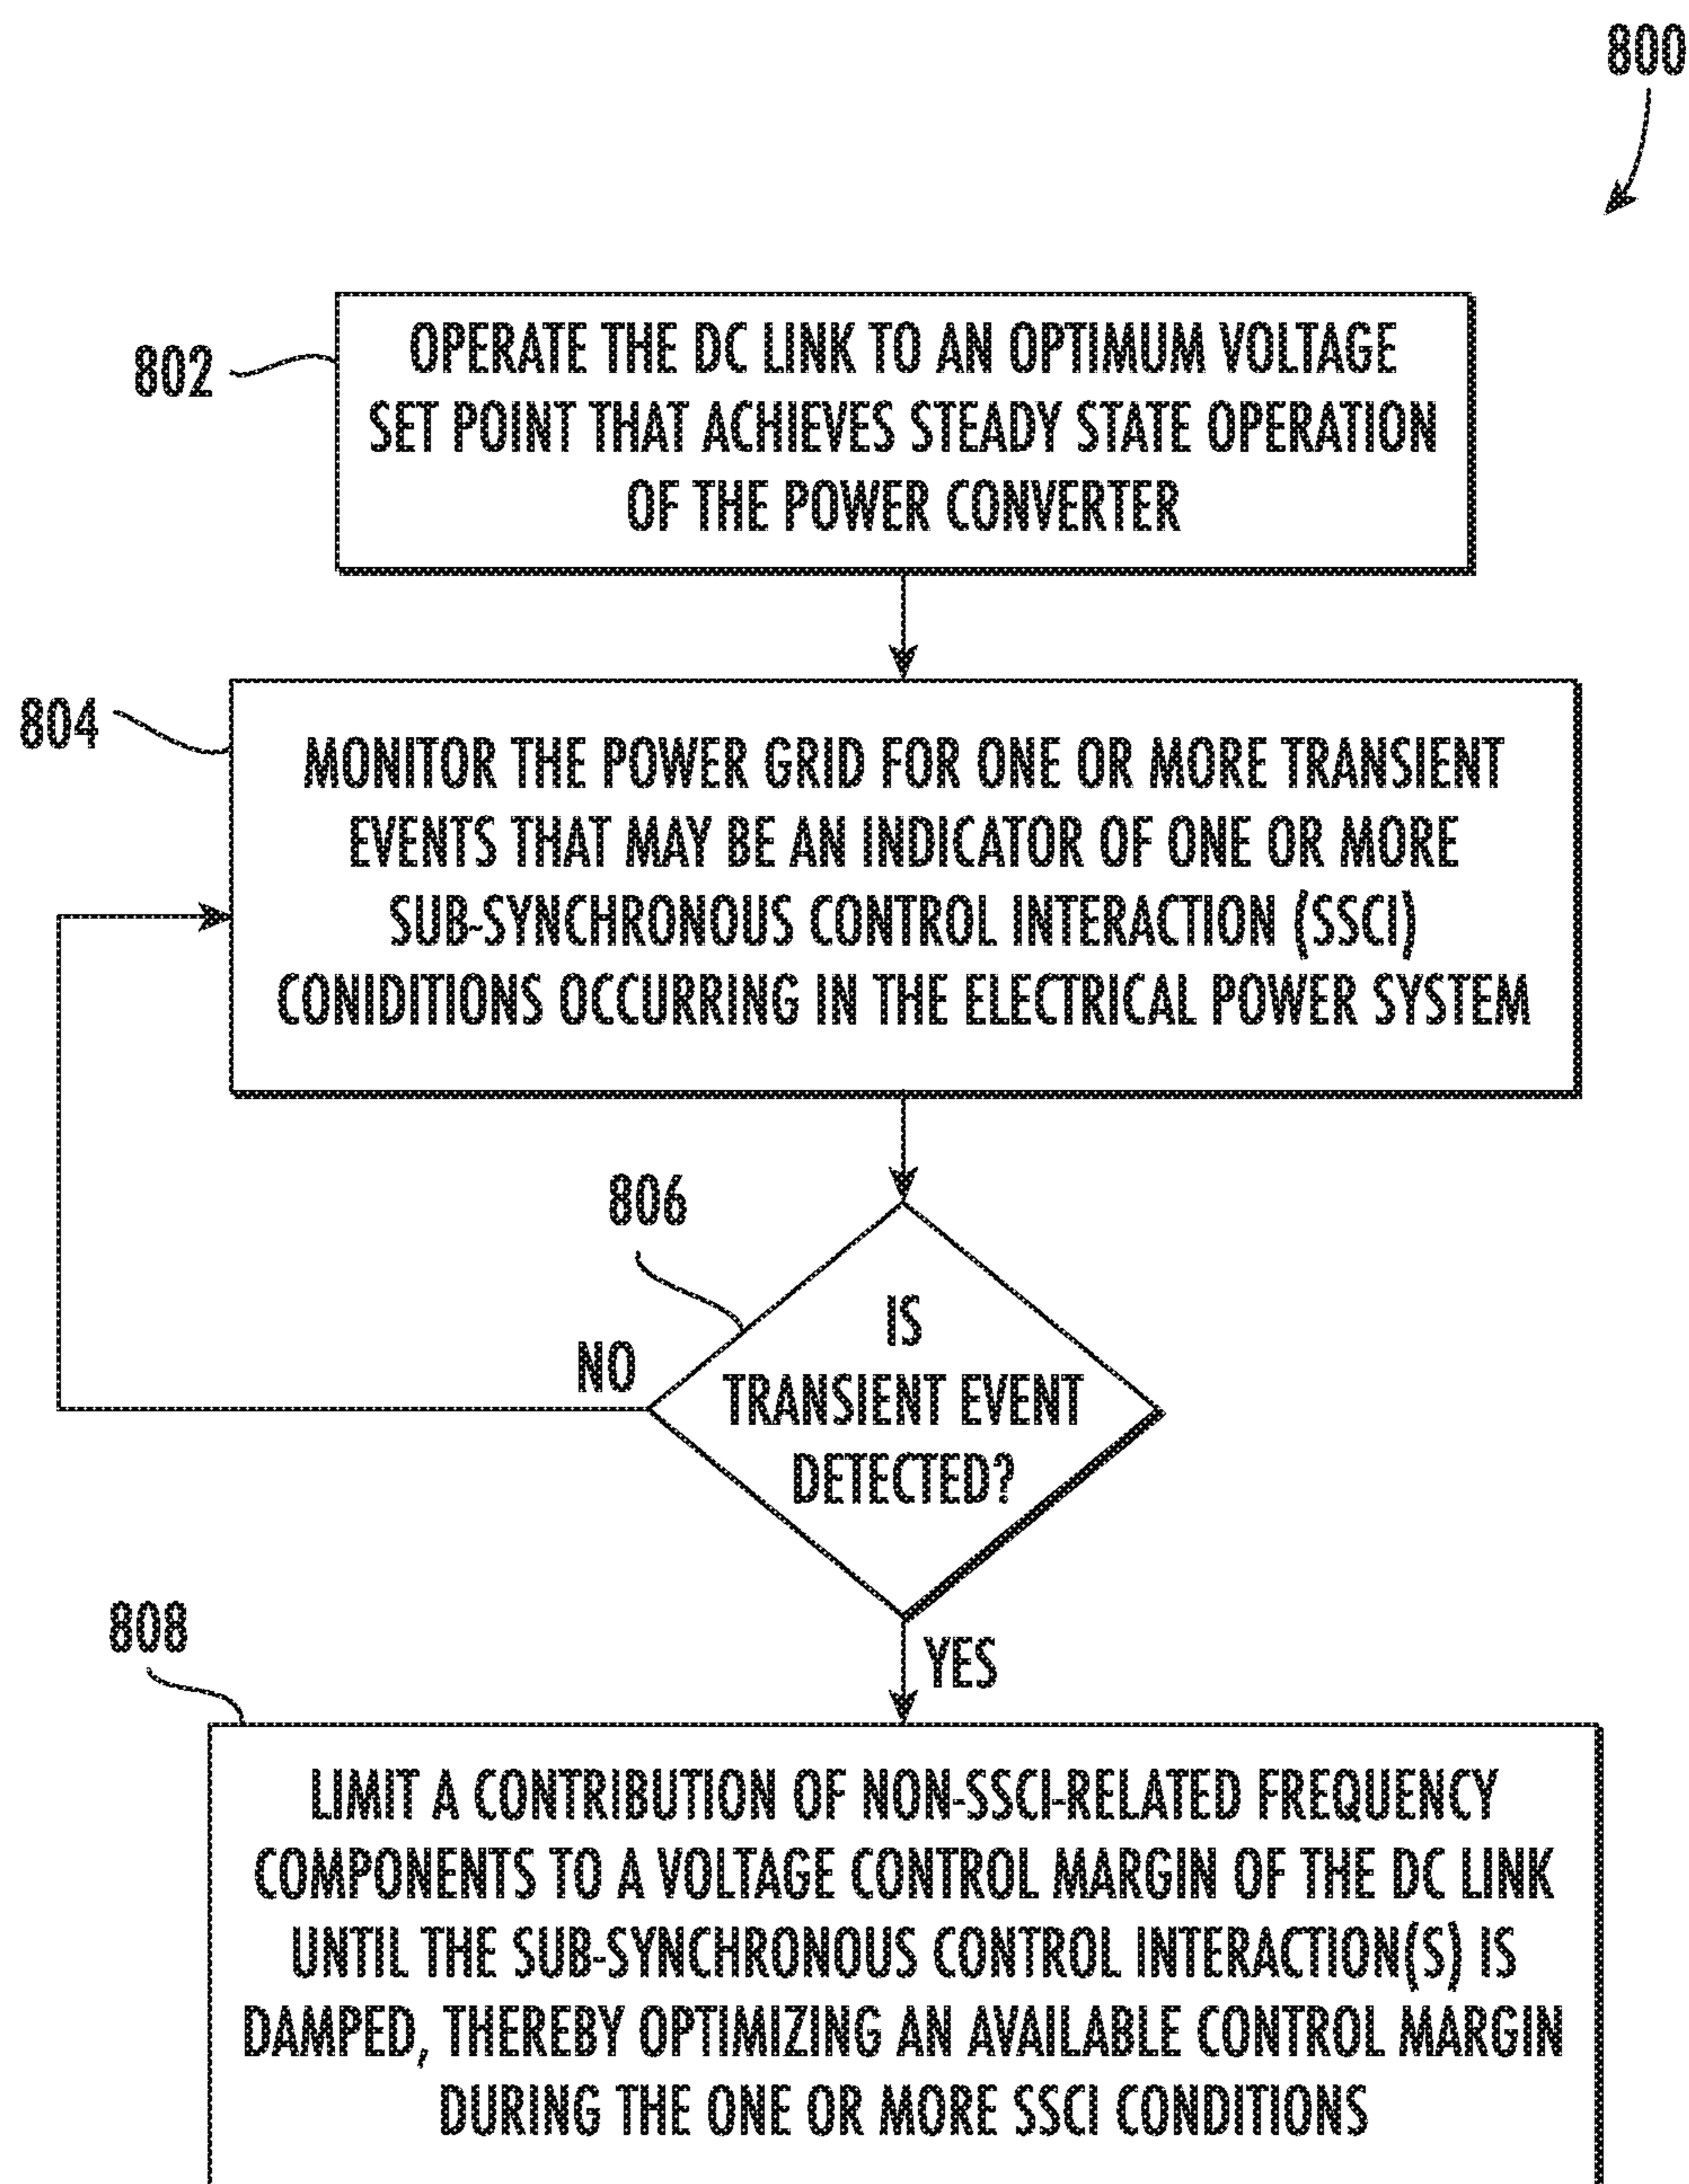 800
802
OPERATE THE DC LINK TO AN OPTIMUM VOLTAGE
SET POINT THAT ACHIEVES STEADY STATE OPERATION
OF THE POWER CONVERTER
804
MONITOR THE POWER GRID FOR ONE OR MORE TRANSIENT
EVENTS THAT MAY BE AN INDICATOR OF ONE OR MORE
SUB-SYNCHRONOUS CONTROL INTERACTION (SSCI)
CONIDITIONS OCCURRING IN THE ELECTRICAL POWER SYSTEM
806
IS
TRANSIENT EVENT
DETECTED?
NO
YES
808
LIMIT A CONTRIBUTION OF NON-SSCI-RELATED FREQUENCY
COMPONENTS TO A VOLTAGE CONTROL MARGIN OF THE DC LINK
UNTIL THE SUB-SYNCHRONOUS CONTROL INTERACTION(S) IS
DAMPED, THEREBY OPTIMIZING AN AVAILABLE CONTROL MARGIN
DURING THE ONE OR MORE SSCI CONDITIONS